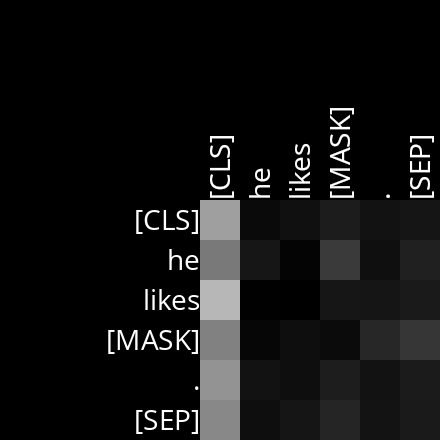 [CLS] he likes [MASK] . [SEP]
[CLS]
he
likes
[MASK]
.
[SEP]